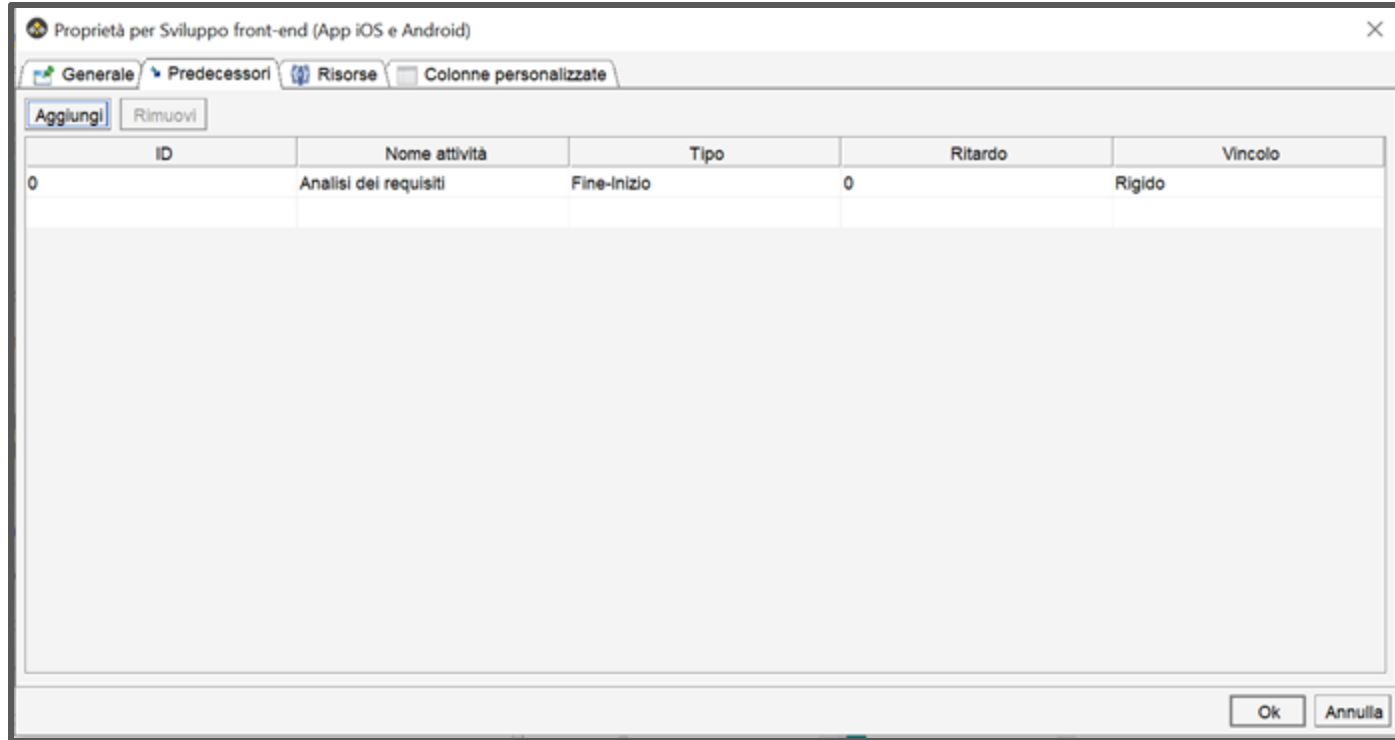 Proprietà per Sviluppo front-end (App iOS e Android)
Generale Predecessori Risorse Colonne personalizzate
Aggiungi Rimuovi
ID Nome attività Tipo Ritardo Vincolo
0 Analisi dei requisiti Fine-Inizio 0 Rigido
Ok Annulla